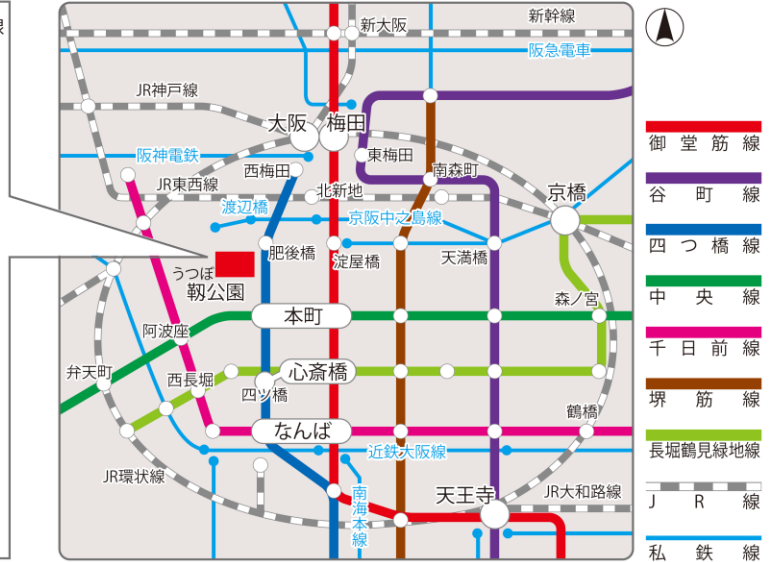 線
新幹線
新大阪
阪急電車
JR神戸線
大阪 梅田
阪神電鉄
西梅田
東梅田
南森町
JR東西線
北新地
京橋
渡辺橋
京阪中之島線
肥後橋
淀屋橋
天満橋
うつぼ
靱公園
森ノ宮
本町
阿波座
弁天町
西長堀
心斎橋
四ツ橋
鶴橋
なんば
近鉄大阪線
JR環状線
南海本線
天王寺
JR大和路線
御堂筋線
谷町線
四つ橋線
中央線
千日前線
堺筋線
長堀鶴見緑地線
JR線
私鉄線